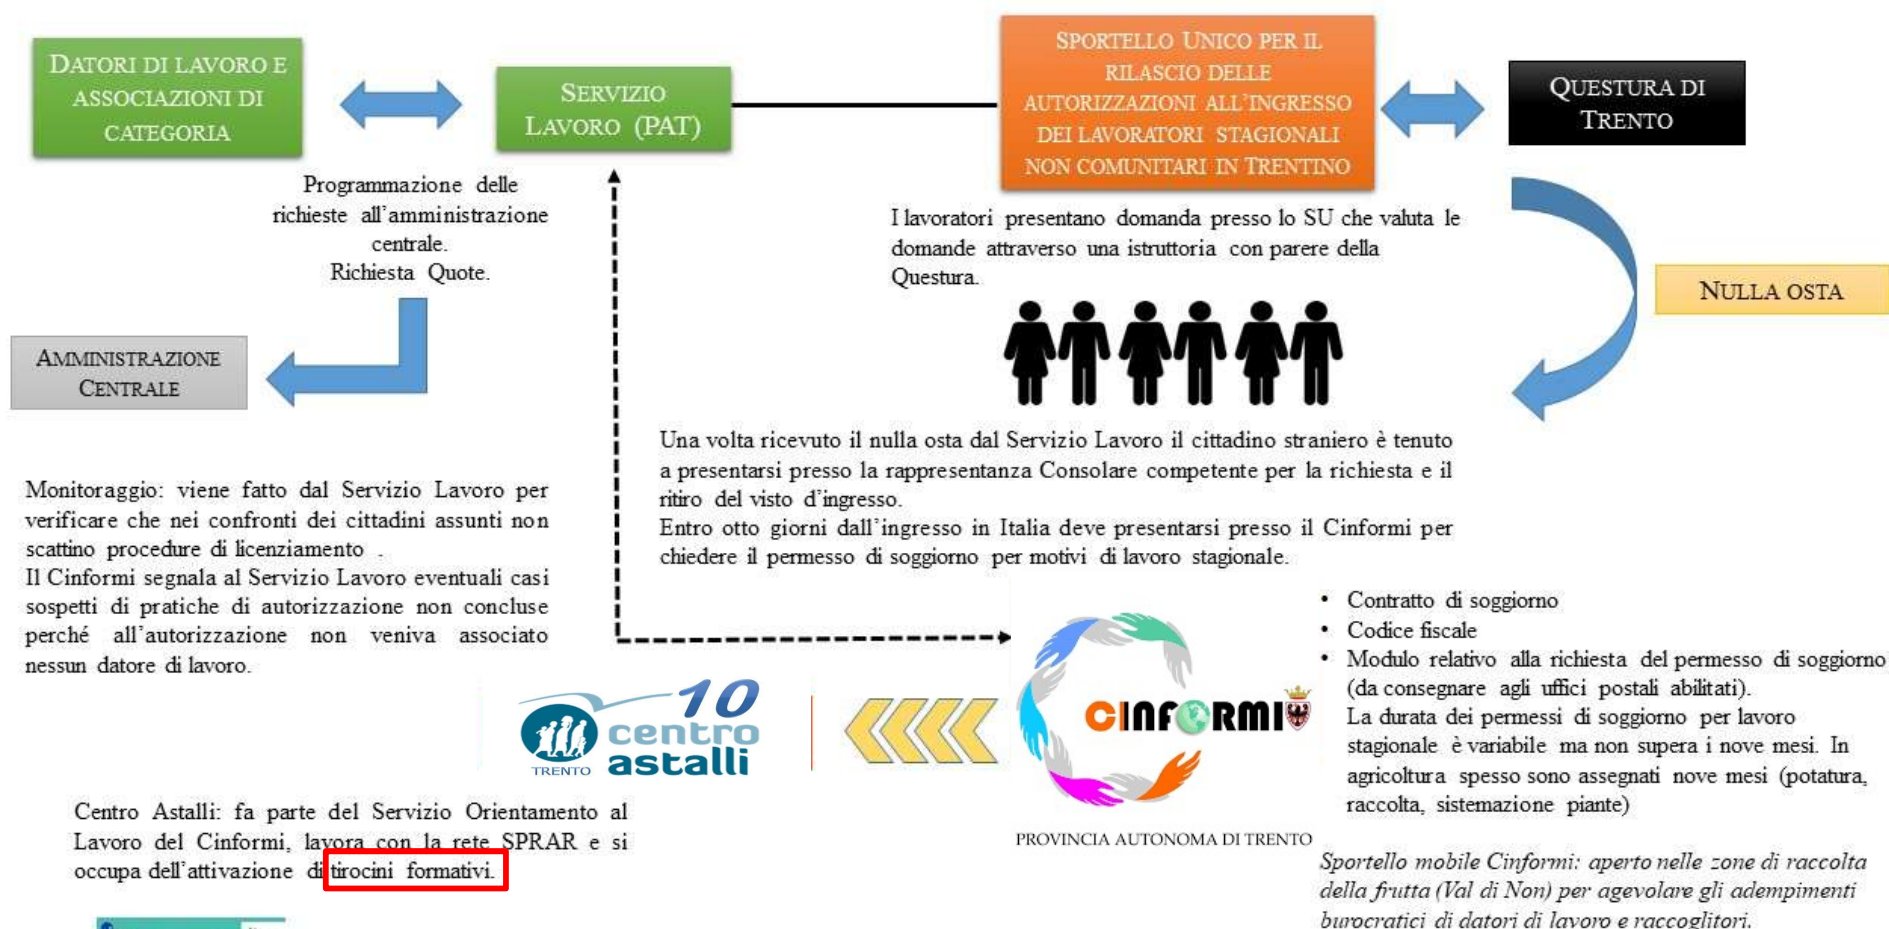 DATORI DI LAVORO E
ASSOCIAZIONI DI
CATEGORIA
SERVIZIO
LAVORO (PAT)
SPORTELLO UNICO PER IL
RILASCIO DELLE
AUTORIZZAZIONI ALL'INGRESSO
DEI LAVORATORI STAGIONALI
NON COMUNITARI IN TRENTINO
QUESTURA DI
TRENTO
Programmazione delle
richieste all'amministrazione
centrale.
Richiesta Quote.
I lavoratori presentano domanda presso lo SU che valuta le
domande attraverso una istruttoria con parere della
Questura.
NULLA OSTA
AMMINISTRAZIONE
CENTRALE
Una volta ricevuto il nulla osta dal Servizio Lavoro il cittadino straniero è tenuto
a presentarsi presso la rappresentanza Consolare competente per la richiesta e il
ritiro del visto d'ingresso.
Entro otto giorni dall'ingresso in Italia deve presentarsi presso il Cinformi per
chiedere il permesso di soggiorno per motivi di lavoro stagionale.
Monitoraggio: viene fatto dal Servizio Lavoro per
verificare che nei confronti dei cittadini assunti non
scattino procedure di licenziamento .
Il Cinformi segnala al Servizio Lavoro eventuali casi
sospetti di pratiche di autorizzazione non concluse
perché all'autorizzazione non veniva associato
nessun datore di lavoro.
• Contratto di soggiorno
• Codice fiscale
• Modulo relativo alla richiesta del permesso di soggiorno
(da consegnare agli uffici postali abilitati).
La durata dei permessi di soggiorno per lavoro
stagionale è variabile ma non supera i nove mesi. In
agricoltura spesso sono assegnati nove mesi (potatura,
raccolta, sistemazione piante)
10
centro
astalli
TRENTO
CINFORMI
PROVINCIA AUTONOMA DI TRENTO
Centro Astalli: fa parte del Servizio Orientamento al
Lavoro del Cinformi, lavora con la rete SPRAR e si
occupa dell'attivazione di tirocini formativi.
Sportello mobile Cinformi: aperto nelle zone di raccolta
della frutta (Val di Non) per agevolare gli adempimenti
burocratici di datori di lavoro e raccoglitori.